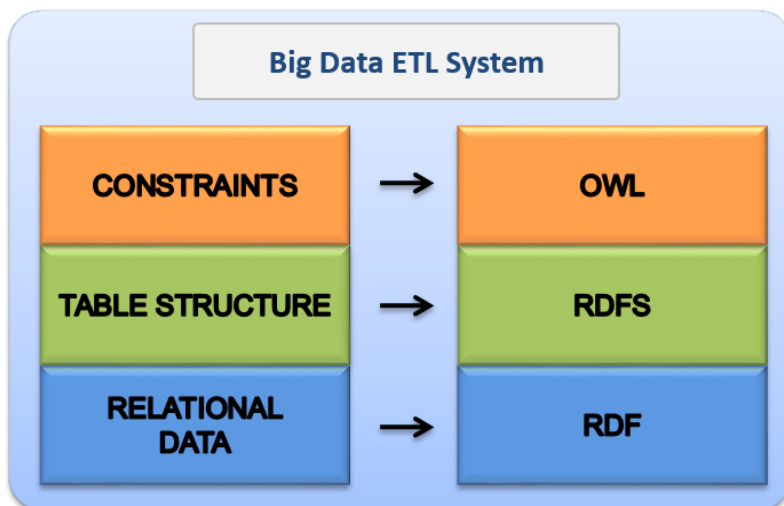 Big Data ETL System
CONSTRAINTS
OWL
TABLE STRUCTURE
RDFS
RELATIONAL
DATA
RDF